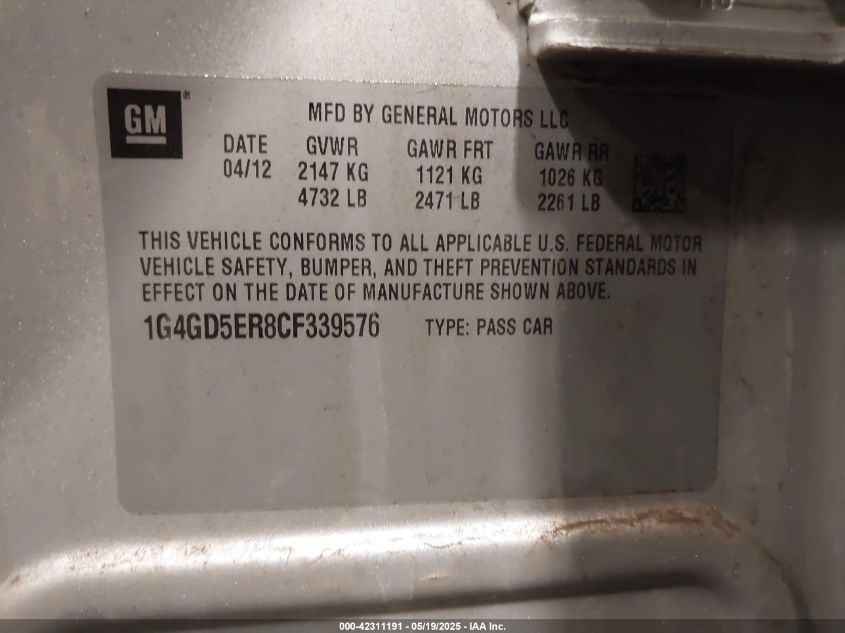 GM®
MFD BY GENERAL MOTORS LLC
DATE GVWR GAWR FRT GAWR RR
04/12 2147 KG 1121 KG 1026 KG
4732 LB 2471 LB 2261 LB
THIS VEHICLE CONFORMS TO ALL APPLICABLE U.S. FEDERAL MOTOR
VEHICLE SAFETY, BUMPER, AND THEFT PREVENTION STANDARDS IN
EFFECT ON THE DATE OF MANUFACTURE SHOWN ABOVE.
1G4GD5ER8CF339576 TYPE: PASS CAR
000-42311191 - 05/19/2025 - IAA Inc.